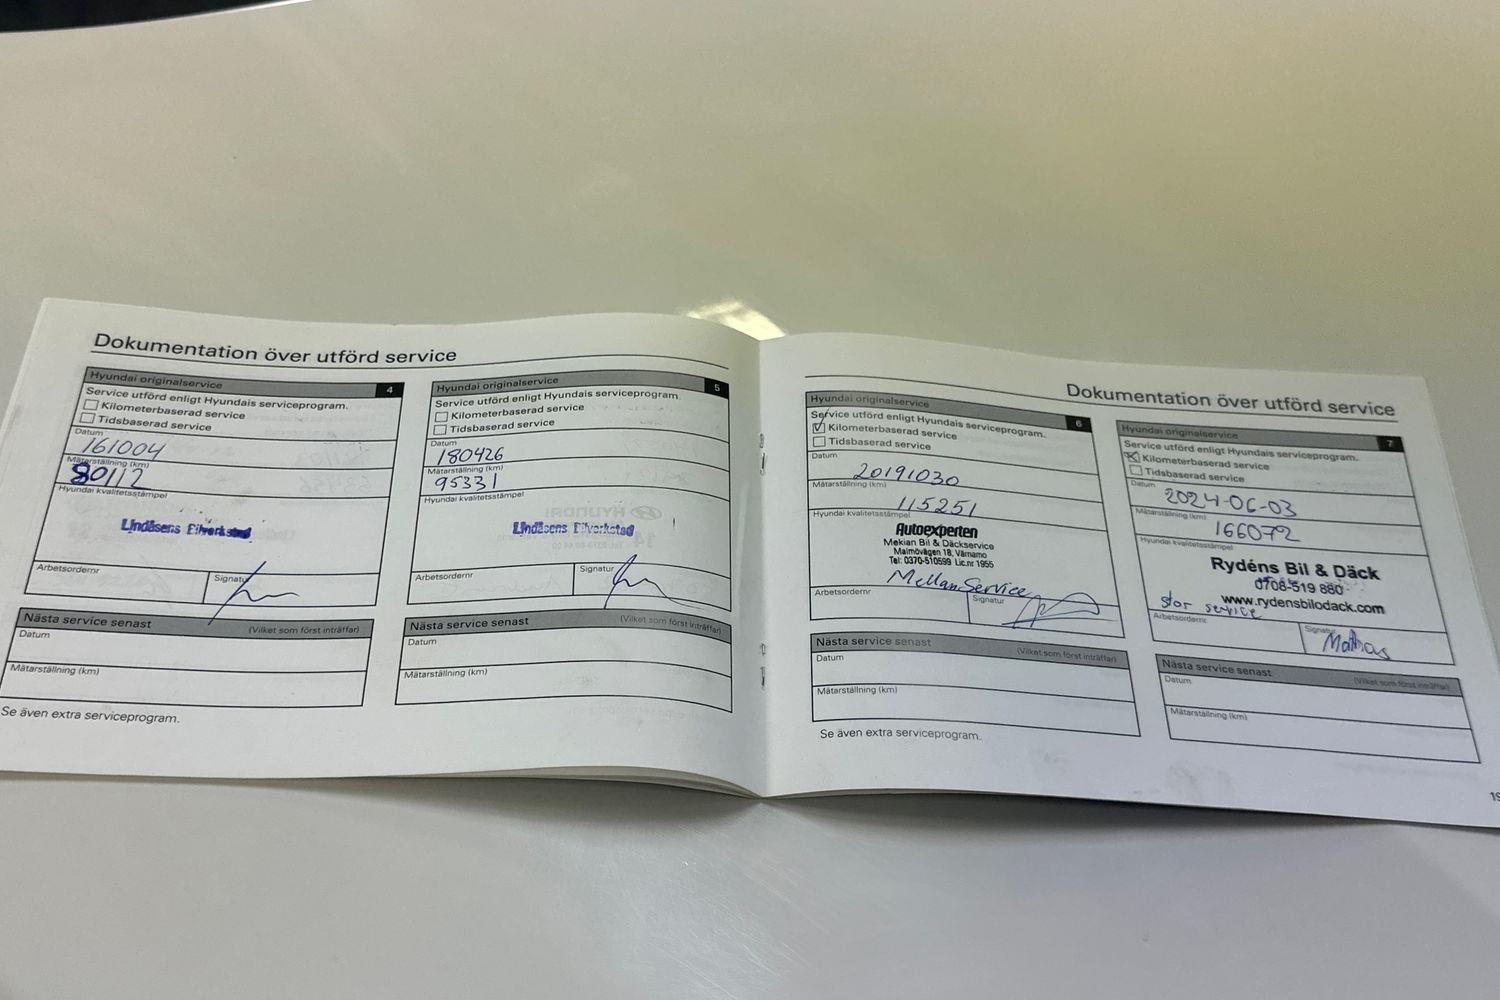 Dokumentation över utförd service
Hyundai originalservice 4
Service utförd enligt Hyundais serviceprogram.
Kilometerbaserad service
Tidsbaserad service
Datum
161004
Mätarställning (km)
80112
Hyundai kvalitetsstämpel
Lindåsens Bilverkstad
Arbetsordernr
Signatur
Nästa service senast (Vilket som först inträffar)
Datum
Mätarställning (km)
Se även extra serviceprogram.
Hyundai originalservice 5
Service utförd enligt Hyundais serviceprogram.
Kilometerbaserad service
Tidsbaserad service
Datum
180426
Mätarställning (km)
95331
Hyundai kvalitetsstämpel
Lindåsens Bilverkstad
Arbetsordernr
Signatur
Nästa service senast (Vilket som först inträffar)
Datum
Mätarställning (km)
Dokumentation över utförd service
Hyundai originalservice 6
Service utförd enligt Hyundais serviceprogram.
Kilometerbaserad service
Tidsbaserad service
Datum
20191030
Mätarställning (km)
115251
Hyundai kvalitetsstämpel
Autoexperten
Mekian Bil & Däckservice
Malmövägen 18, Värnamo
Tel: 0370-510599 Lic.nr 1955
Mellan Service
Arbetsordernr
Signatur
Nästa service senast (Vilket som först inträffar)
Datum
Mätarställning (km)
Se även extra serviceprogram.
Hyundai originalservice 7
Service utförd enligt Hyundais serviceprogram.
Kilometerbaserad service
Tidsbaserad service
Datum
2024-06-03
Mätarställning (km)
166072
Hyundai kvalitetsstämpel
Rydéns Bil & Däck
0708-519 880
www.rydensbilodack.com
Stor service
Arbetsordernr
Signatur
Mathias
Nästa service senast (Vilket som först inträffar)
Datum
Mätarställning (km)
19